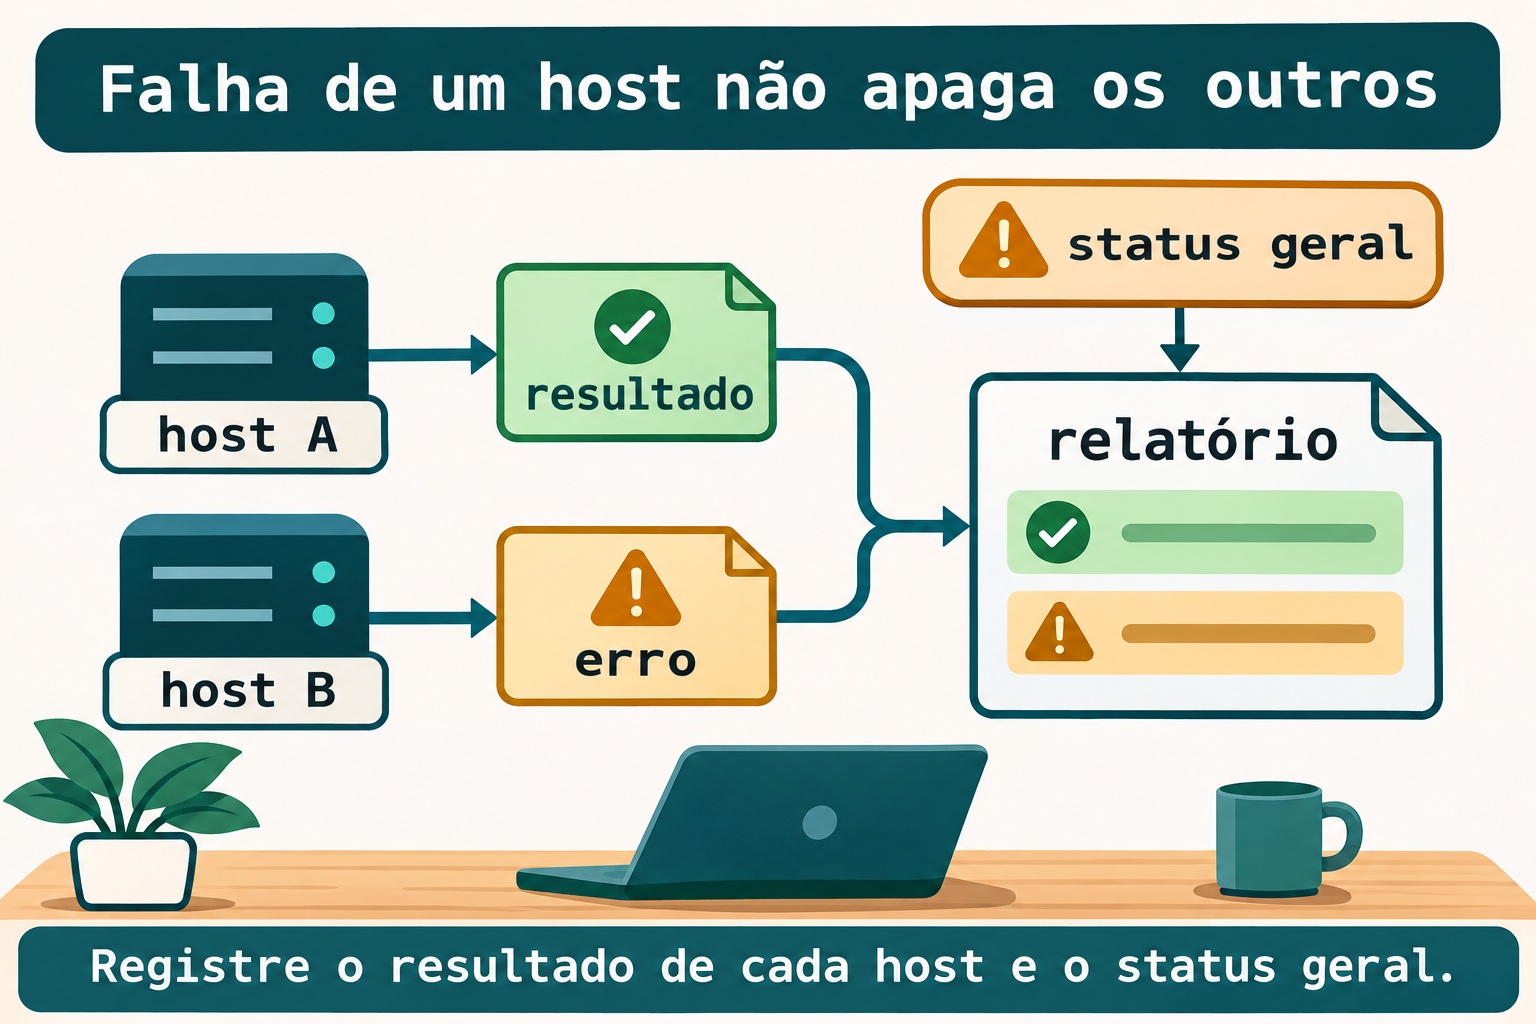 Falha de um host não apaga os outros
status geral
host A
resultado
relatório
host B
erro
Registre o resultado de cada host e o status geral.